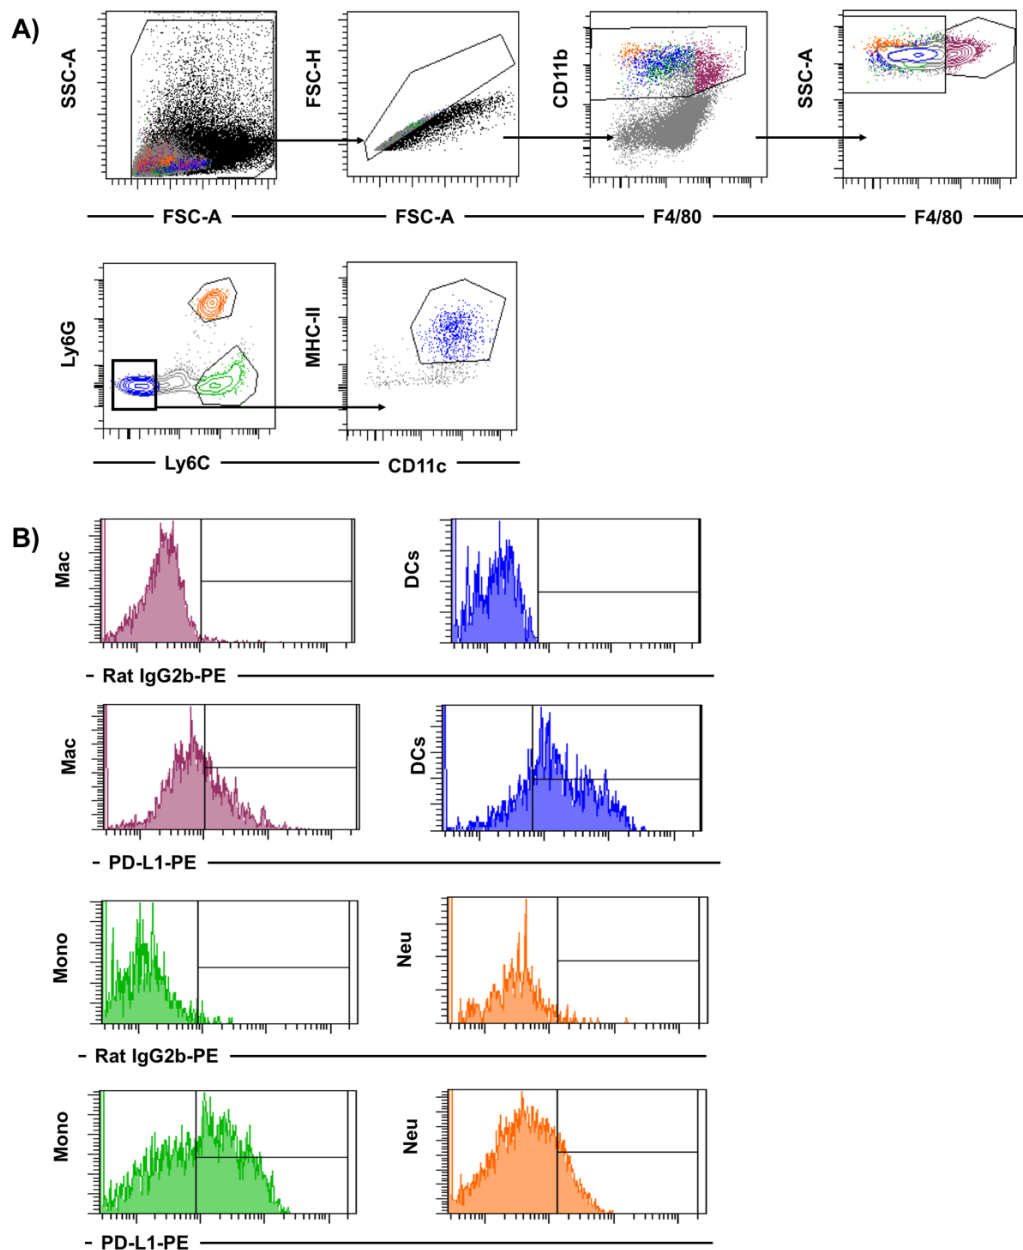 A)
SSC-A
FSC-H
CD11b
SSC-A
FSC-A
FSC-A
F4/80
F4/80
Ly6G
MHC-II
Ly6C
CD11c
B)
Mac
DCs
Rat IgG2b-PE
Mac
DCs
PD-L1-PE
Mono
Neu
Rat IgG2b-PE
Mono
Neu
PD-L1-PE